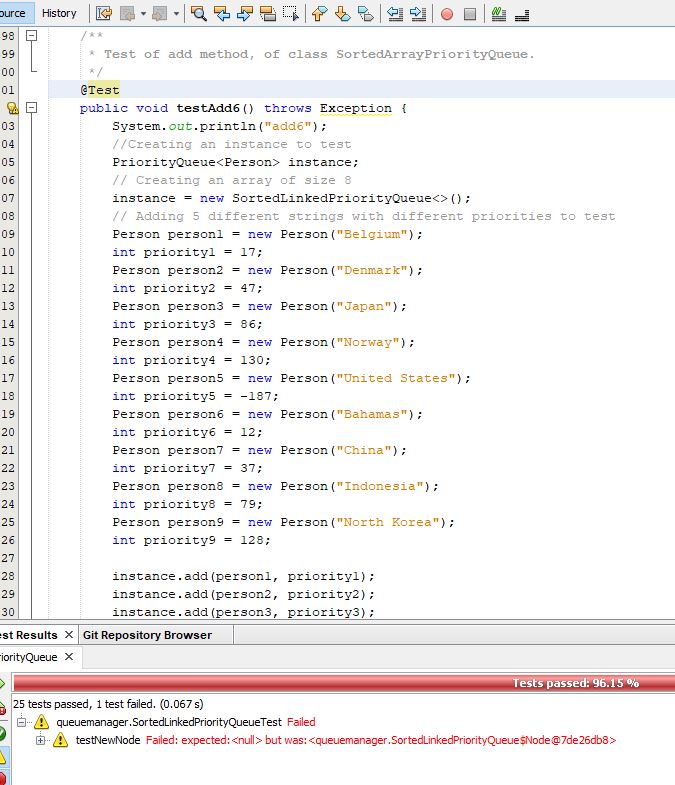 ource History
98 /**
99 * Test of add method, of class SortedArrayPriorityQueue.
00 */
01 @Test
public void testAdd6() throws Exception {
03 System.out.println("add6");
04 //Creating an instance to test
05 PriorityQueue<Person> instance;
06 // Creating an array of size 8
07 instance = new SortedLinkedPriorityQueue<>();
08 // Adding 5 different strings with different priorities to test
09 Person person1 = new Person("Belgium");
10 int priority1 = 17;
11 Person person2 = new Person("Denmark");
12 int priority2 = 47;
13 Person person3 = new Person("Japan");
14 int priority3 = 86;
15 Person person4 = new Person("Norway");
16 int priority4 = 130;
17 Person person5 = new Person("United States");
18 int priority5 = -187;
19 Person person6 = new Person("Bahamas");
20 int priority6 = 12;
21 Person person7 = new Person("China");
22 int priority7 = 37;
23 Person person8 = new Person("Indonesia");
24 int priority8 = 79;
25 Person person9 = new Person("North Korea");
26 int priority9 = 128;
27
28 instance.add(person1, priority1);
29 instance.add(person2, priority2);
30 instance.add(person3, priority3);
est Results Git Repository Browser
iorityQueue
Tests passed: 96.15 %
25 tests passed, 1 test failed. (0.067 s)
queuemanager.SortedLinkedPriorityQueueTest Failed
testNewNode Failed: expected:<null> but was:<queuemanager.SortedLinkedPriorityQueue$Node@7de26db8>